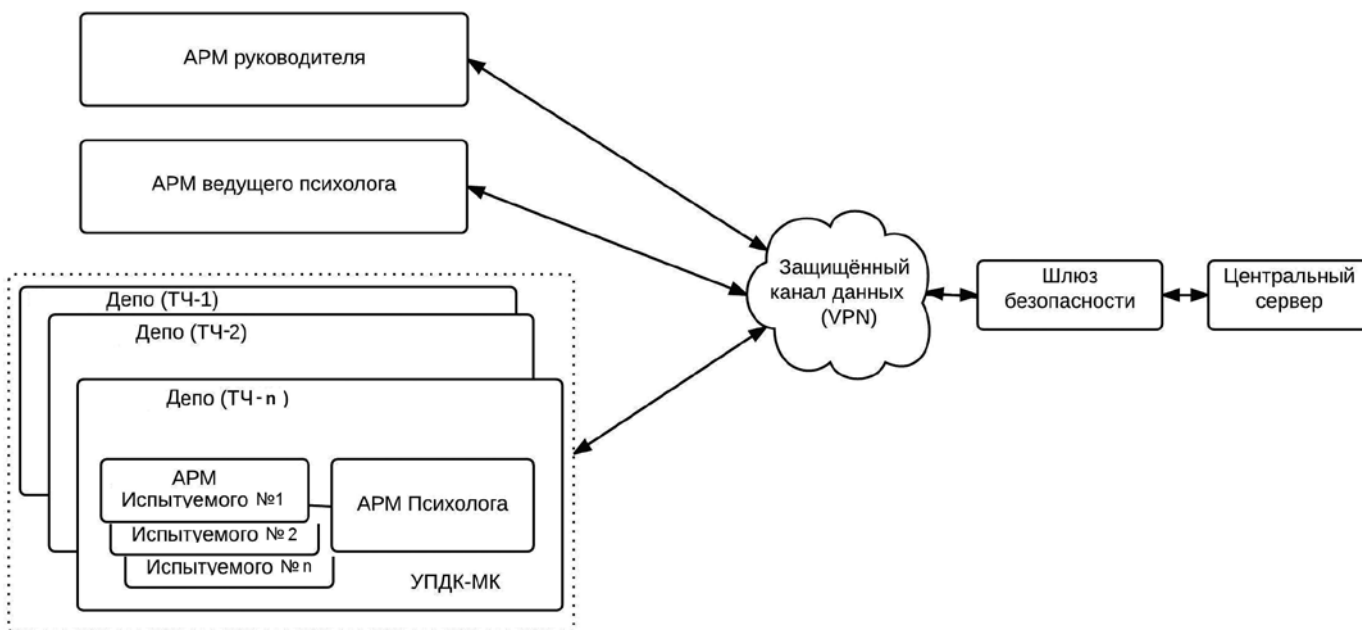 АРМ руководителя
АРМ ведущего психолога
Депо (ТЧ-1)
Депо (ТЧ-2)
Депо (ТЧ-n )
АРМ
Испытуемого №1
Испытуемого №2
Испытуемого №n
АРМ Психолога
УПДК-МК
Защищённый
канал данных
(VPN)
Шлюз
безопасности
Центральный
сервер